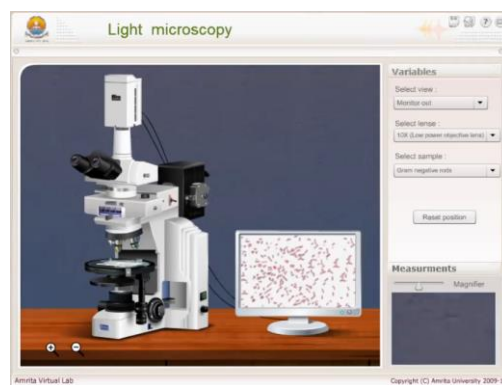 Light microscopy
Variables
Select view :
Monitor out
Select lense :
10X (Low power objective lens)
Select sample :
Gram negative rods
Reset position
Measurments
Magnifier
Amrita Virtual Lab
Copyright (C) Amrita University 2009-